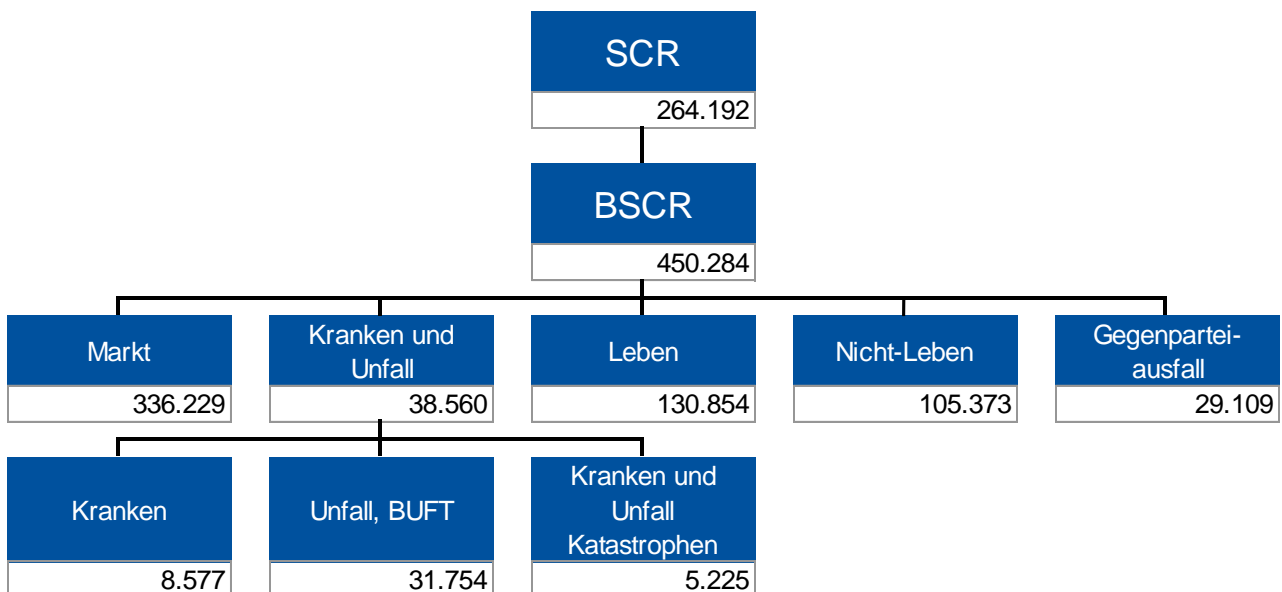 SCR
264.192
BSCR
450.284
Markt
336.229
Kranken und
Unfall
38.560
Leben
130.854
Nicht-Leben
105.373
Gegenpartei-
ausfall
29.109
Kranken
8.577
Unfall, BUFT
31.754
Kranken und
Unfall
Katastrophen
5.225